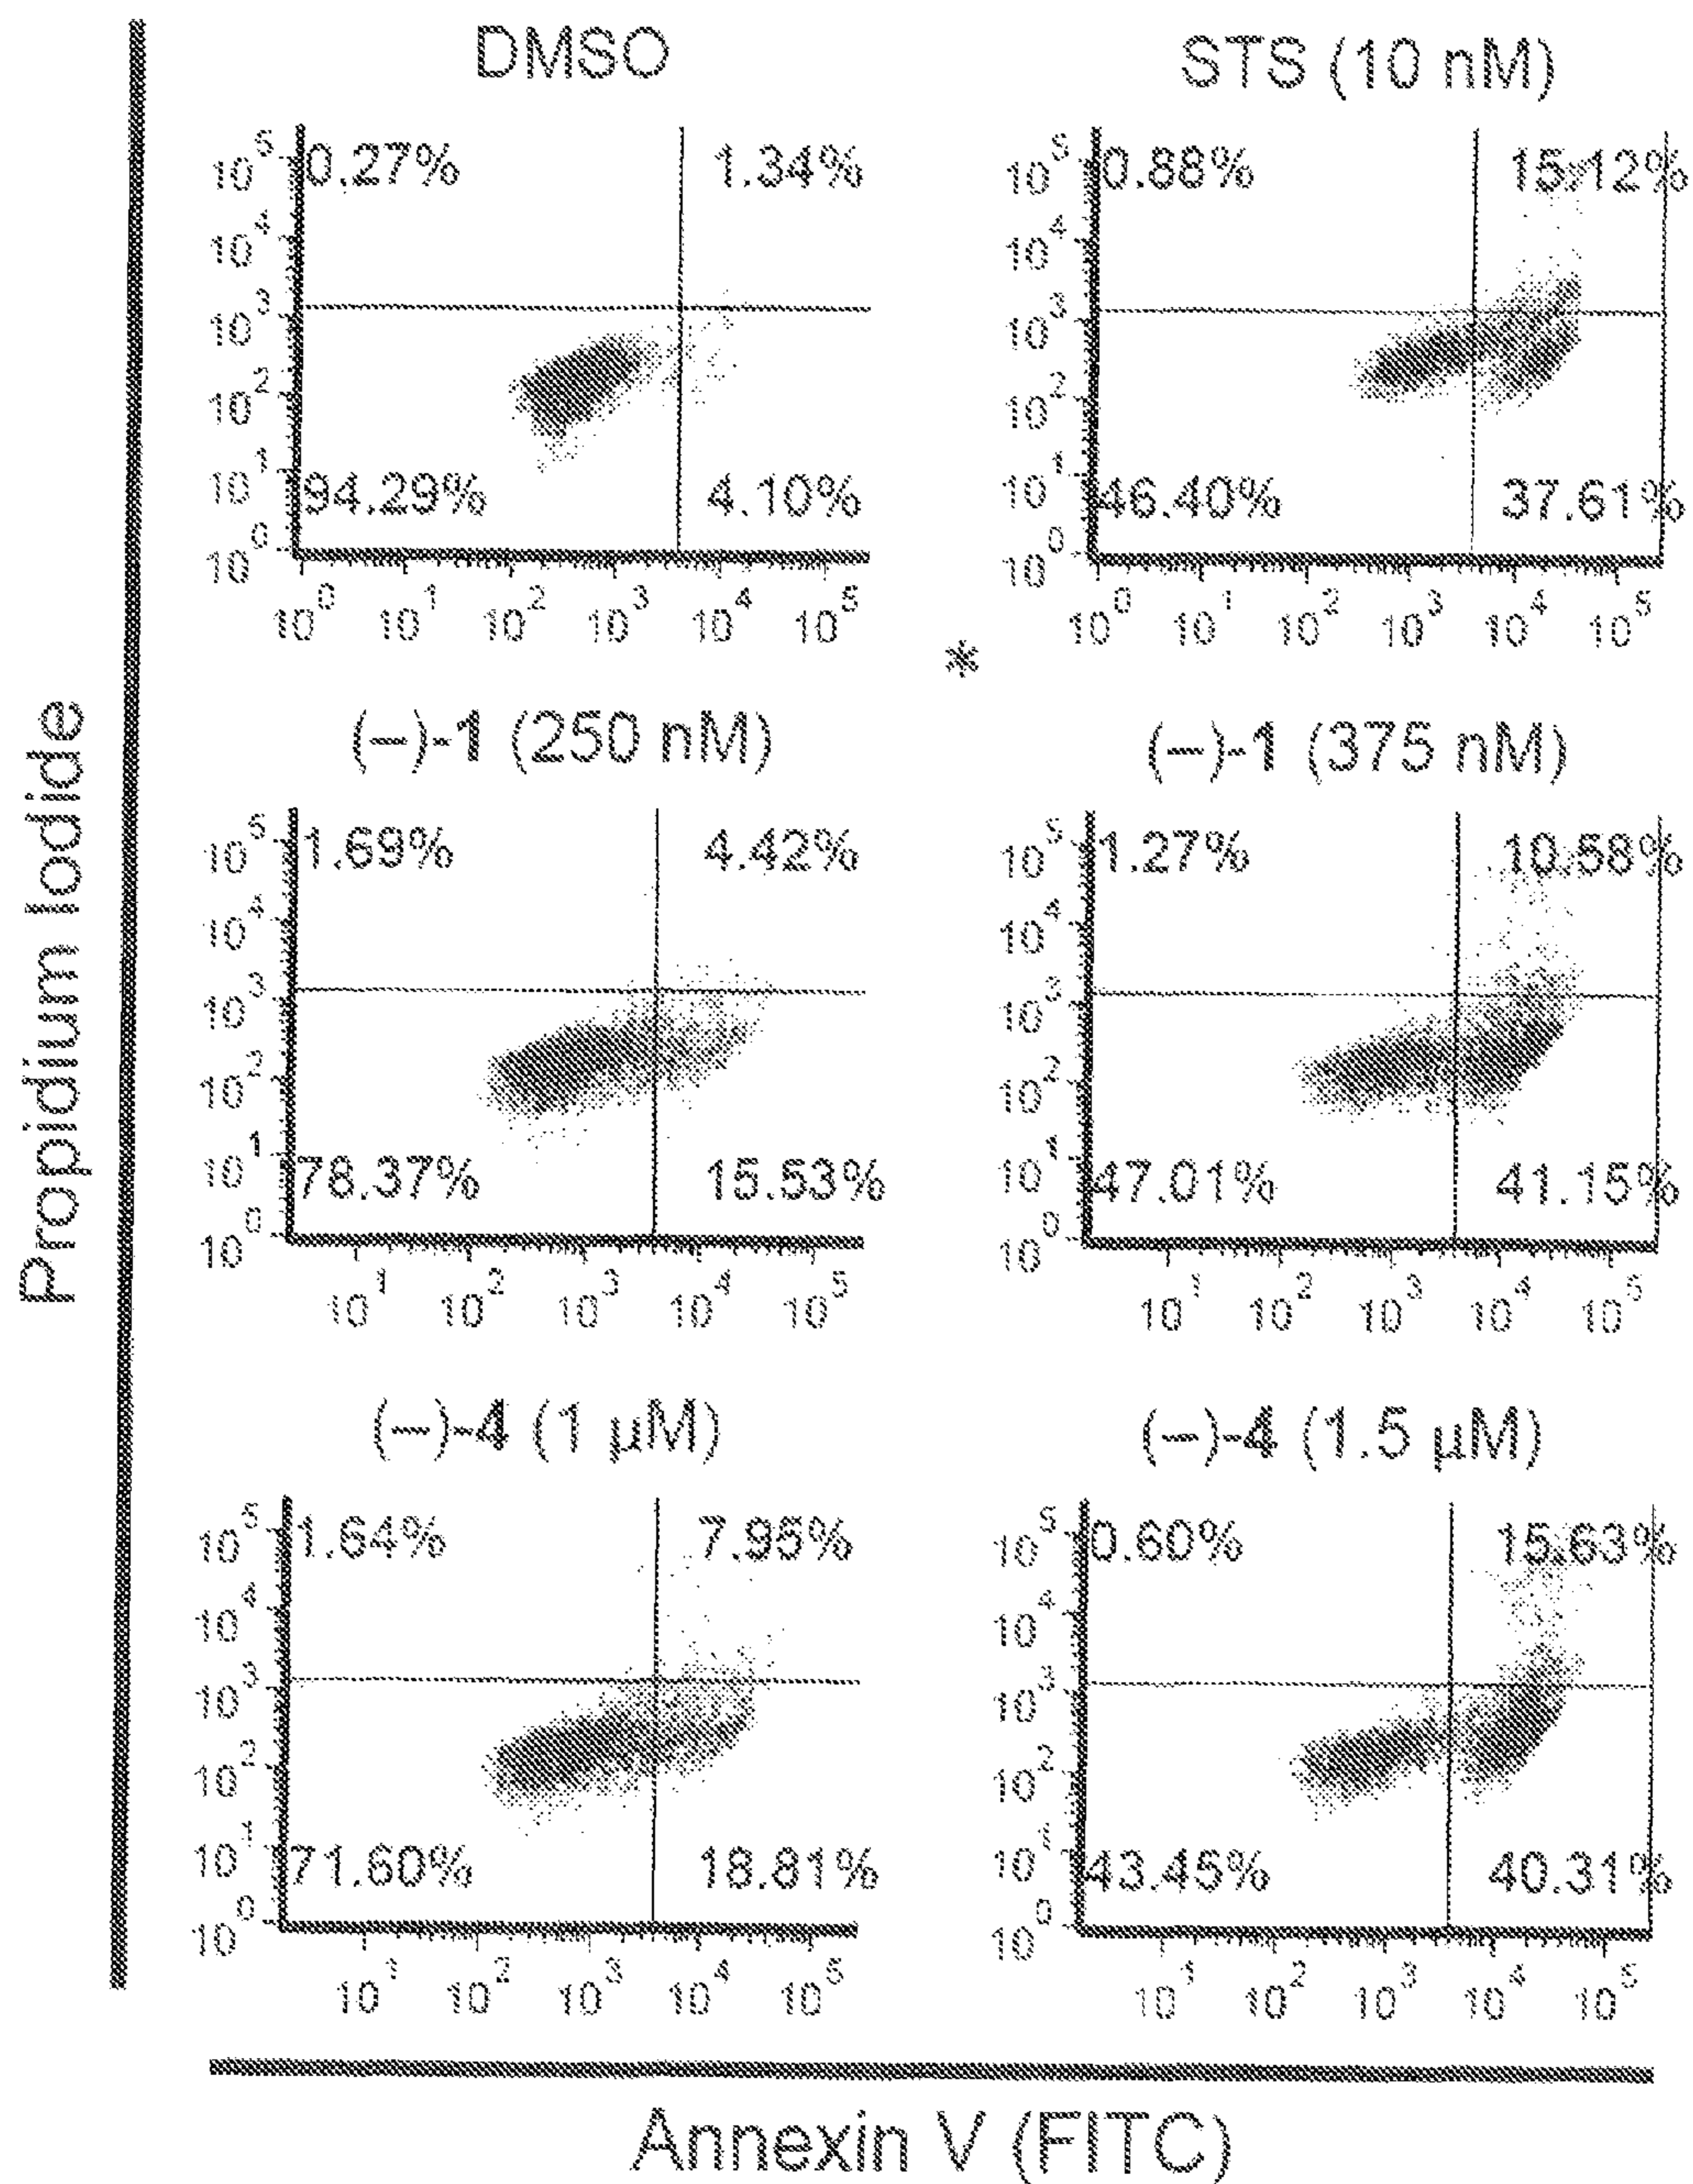 DMSO
STS (10 nM)
10^5 0.27% 1.34%
10^4
10^3
10^2
10^1 94.29% 4.10%
10^0
10^0 10^1 10^2 10^3 10^4 10^5
10^5 0.88% 15.12%
10^4
10^3
10^2
10^1 46.40% 37.61%
10^0
10^0 10^1 10^2 10^3 10^4 10^5
*
(–)-1 (250 nM)
(–)-1 (375 nM)
10^5 1.69% 4.42%
10^4
10^3
10^2
10^1 78.37% 15.53%
10^0
10^1 10^2 10^3 10^4 10^5
10^5 1.27% 10.58%
10^4
10^3
10^2
10^1 47.01% 41.15%
10^0
10^1 10^2 10^3 10^4 10^5
(–)-4 (1 µM)
(–)-4 (1.5 µM)
10^5 1.64% 7.95%
10^4
10^3
10^2
10^1 71.60% 18.81%
10^0
10^1 10^2 10^3 10^4 10^5
10^5 0.60% 15.63%
10^4
10^3
10^2
10^1 43.45% 40.31%
10^0
10^1 10^2 10^3 10^4 10^5
Propidium Iodide
Annexin V (FITC)